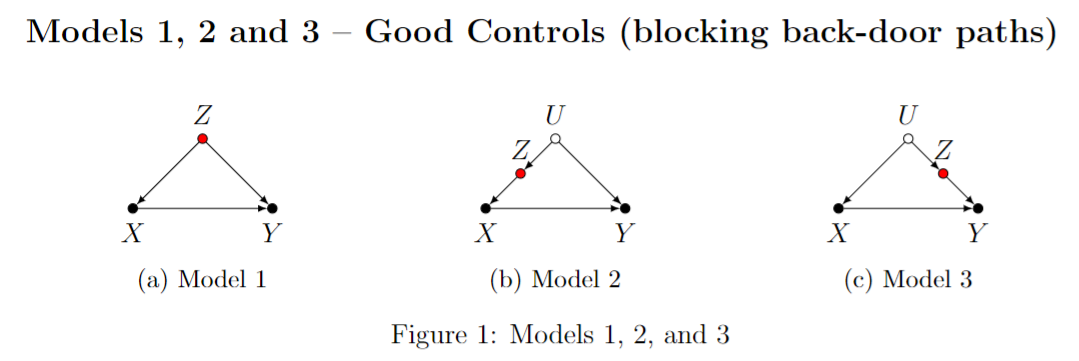 Models 1, 2 and 3 – Good Controls (blocking back-door paths)
Z
X
Y
(a) Model 1
U
Z
X
Y
(b) Model 2
U
Z
X
Y
(c) Model 3
Figure 1: Models 1, 2, and 3